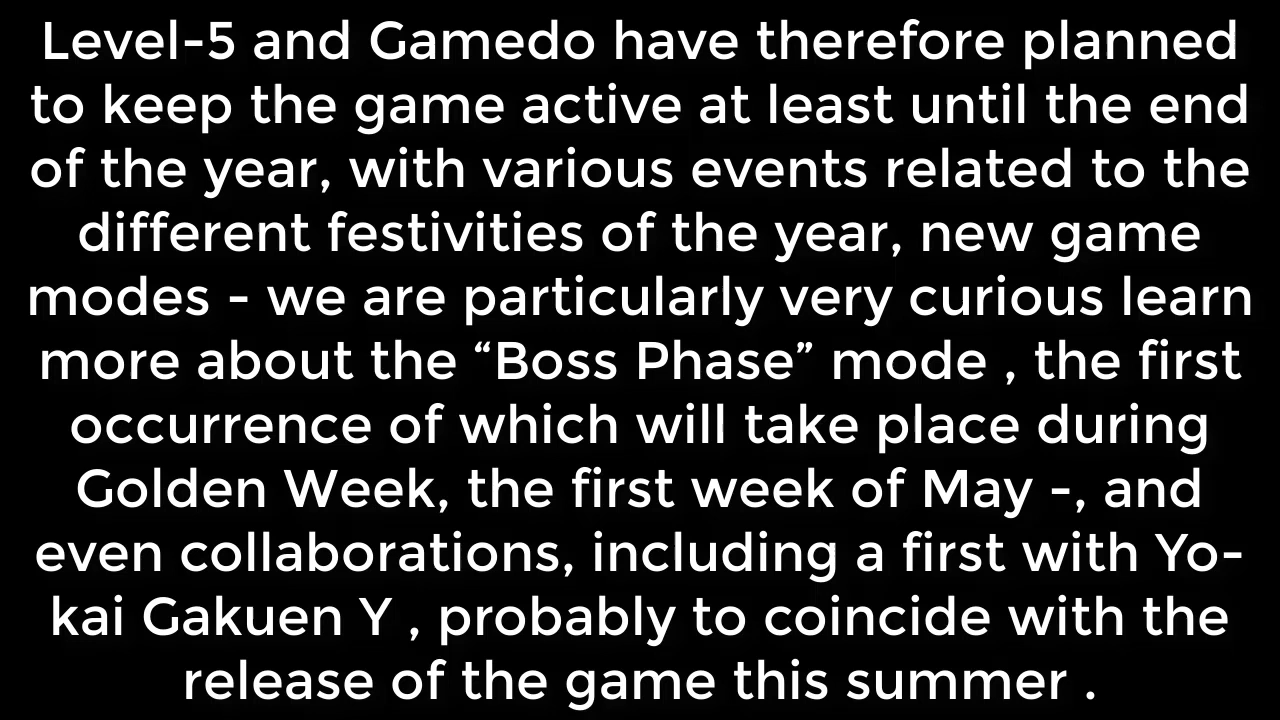 Level-5 and Gamedo have therefore planned
to keep the game active at least until the end
of the year, with various events related to the
different festivities of the year, new game
modes - we are particularly very curious learn
more about the “Boss Phase” mode , the first
occurrence of which will take place during
Golden Week, the first week of May -, and
even collaborations, including a first with Yo-
kai Gakuen Y , probably to coincide with the
release of the game this summer .